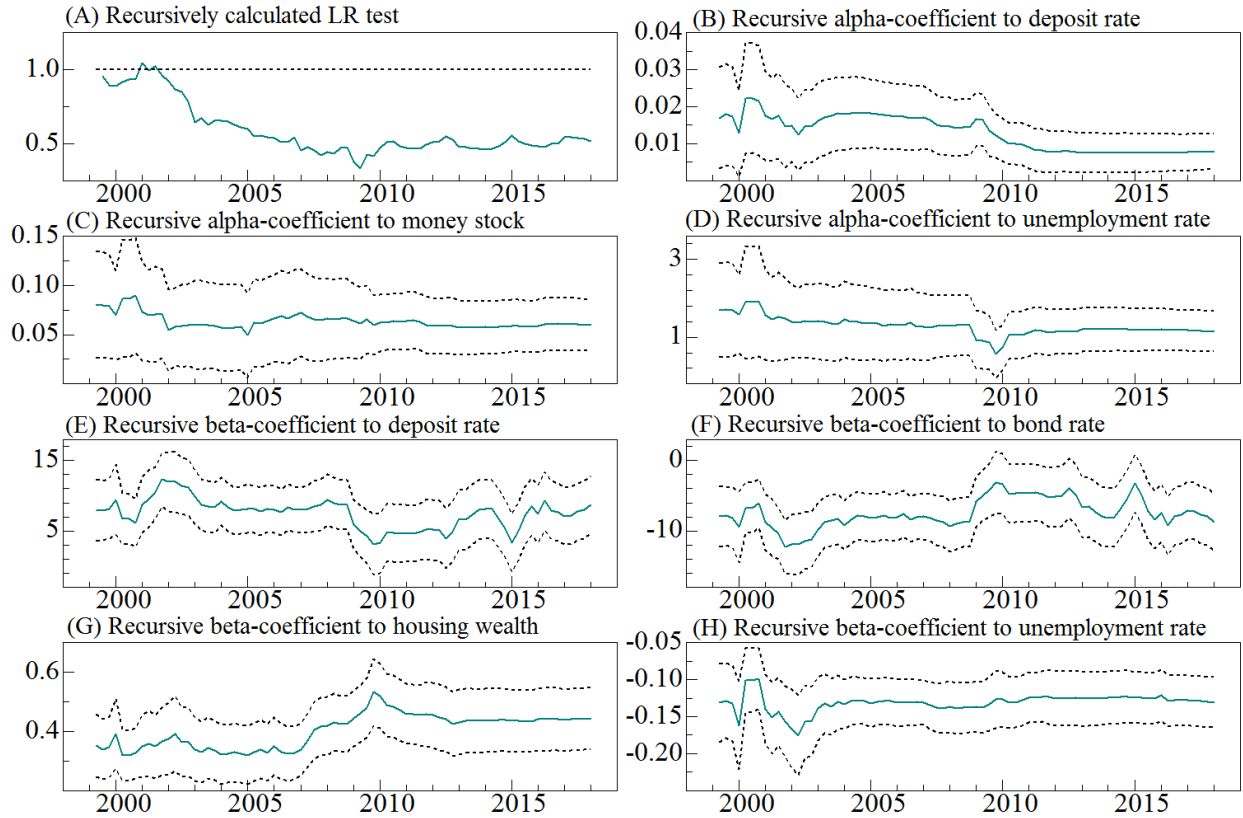 (A) Recursively calculated LR test
1.0
0.5
2000 2005 2010 2015
(B) Recursive alpha-coefficient to deposit rate
0.04
0.03
0.02
0.01
2000 2005 2010 2015
(C) Recursive alpha-coefficient to money stock
0.15
0.10
0.05
2000 2005 2010 2015
(D) Recursive alpha-coefficient to unemployment rate
3
1
2000 2005 2010 2015
(E) Recursive beta-coefficient to deposit rate
15
5
2000 2005 2010 2015
(F) Recursive beta-coefficient to bond rate
0
-10
2000 2005 2010 2015
(G) Recursive beta-coefficient to housing wealth
0.6
0.4
2000 2005 2010 2015
(H) Recursive beta-coefficient to unemployment rate
-0.05
-0.10
-0.15
-0.20
2000 2005 2010 2015